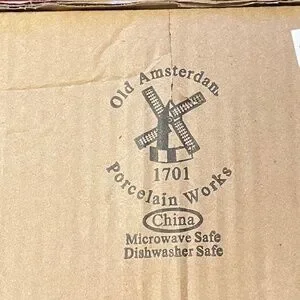 Old Amsterdam
1701
Porcelain Works
China
Microwave Safe
Dishwasher Safe